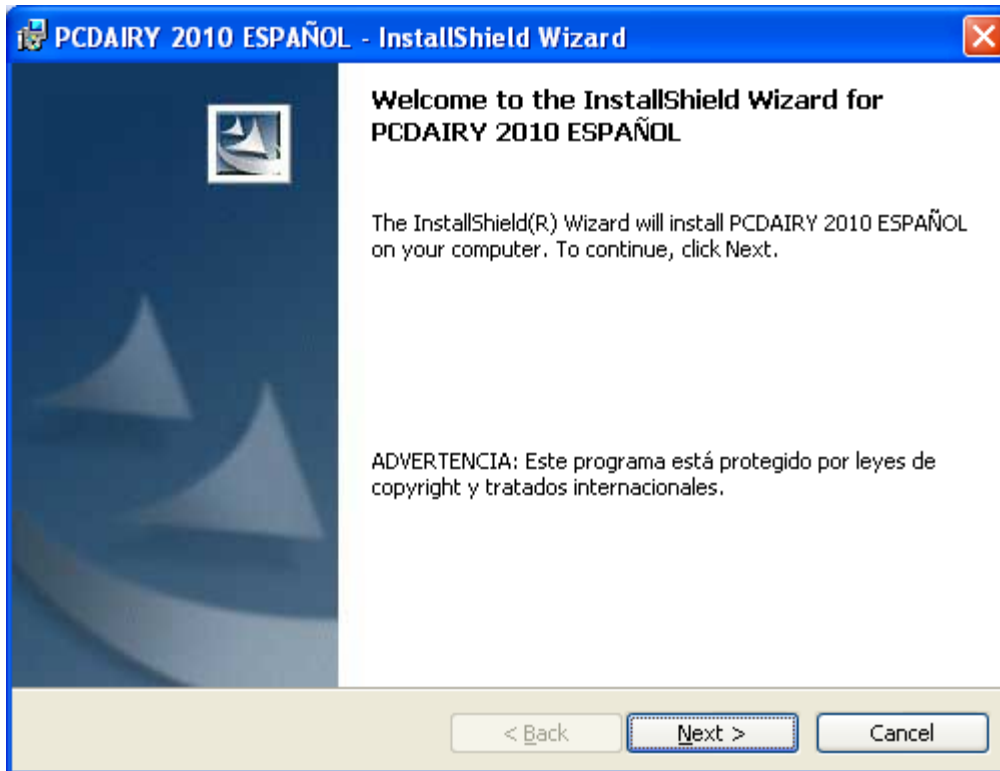 PCDAIRY 2010 ESPAÑOL - InstallShield Wizard
Welcome to the InstallShield Wizard for
PCDAIRY 2010 ESPAÑOL
The InstallShield(R) Wizard will install PCDAIRY 2010 ESPAÑOL
on your computer. To continue, click Next.
ADVERTENCIA: Este programa está protegido por leyes de
copyright y tratados internacionales.
< Back
Next >
Cancel